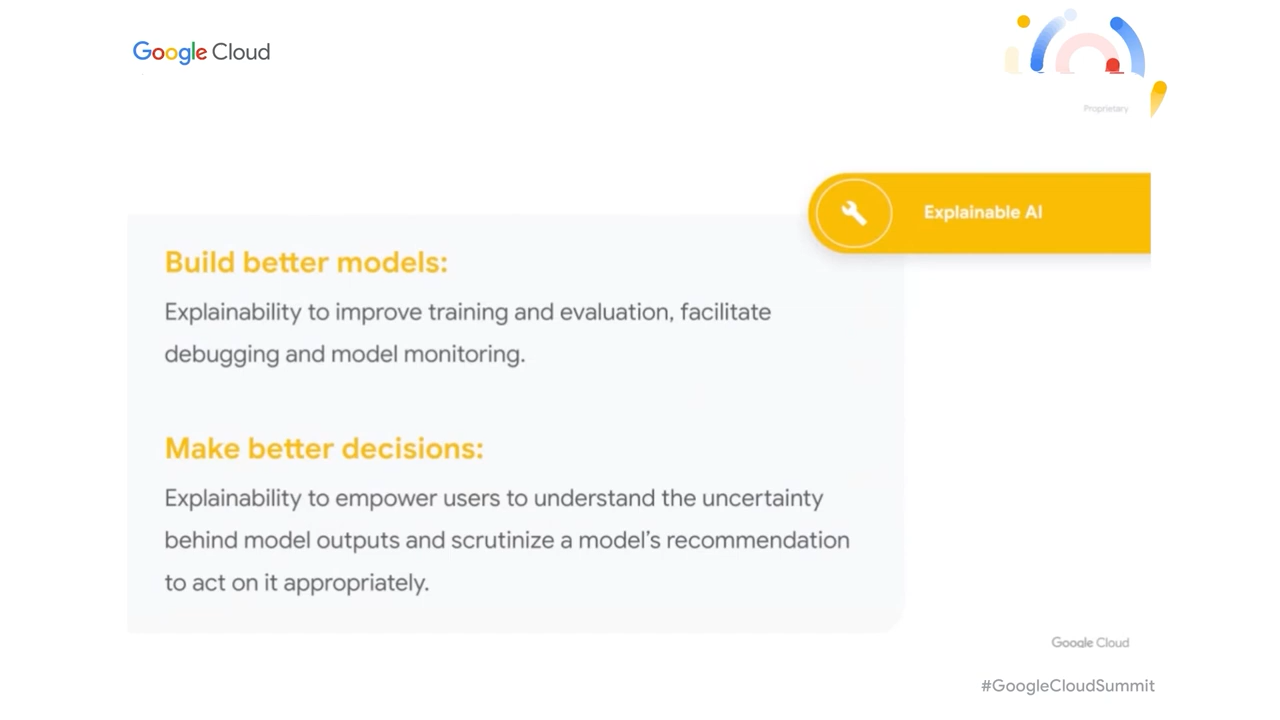 Google Cloud
Proprietary
Explainable AI
Build better models:
Explainability to improve training and evaluation, facilitate
debugging and model monitoring.
Make better decisions:
Explainability to empower users to understand the uncertainty
behind model outputs and scrutinize a model’s recommendation
to act on it appropriately.
Google Cloud
#GoogleCloudSummit